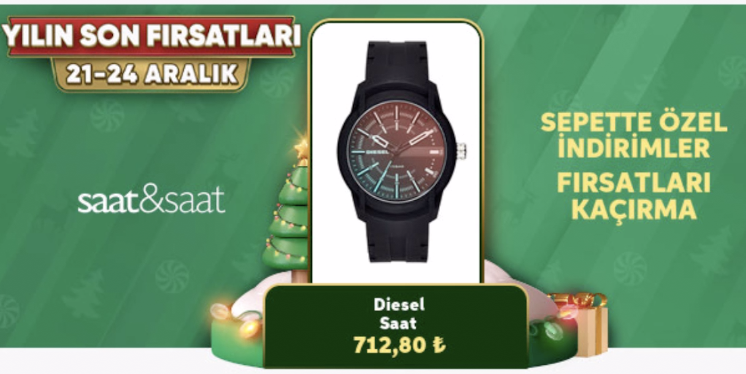 YILIN SON FIRSATLARI
21-24 ARALIK
saat&saat
DIESEL
SEPETTE ÖZEL
İNDİRİMLER
FIRSATLARI
KAÇIRMA
Diesel
Saat
712,80 ₺